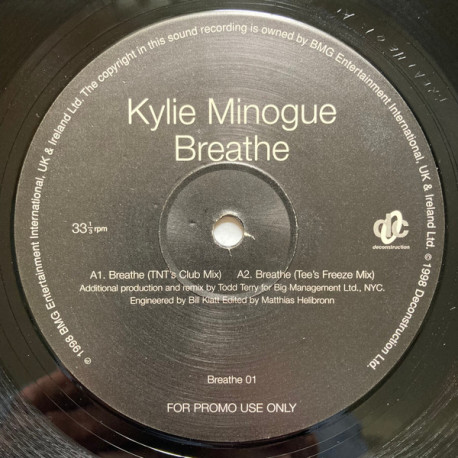 ℗ 1998 BMG Entertainment International, UK & Ireland Ltd. The copyright in this sound recording is owned by BMG Entertainment International, UK & Ireland Ltd. © 1998 Deconstruction Ltd.
Kylie Minogue
Breathe
33⅓ rpm
deconstruction
A1. Breathe (TNT's Club Mix) A2. Breathe (Tee's Freeze Mix)
Additional production and remix by Todd Terry for Big Management Ltd., NYC.
Engineered by Bill Klatt Edited by Matthias Heilbronn
Breathe 01
FOR PROMO USE ONLY